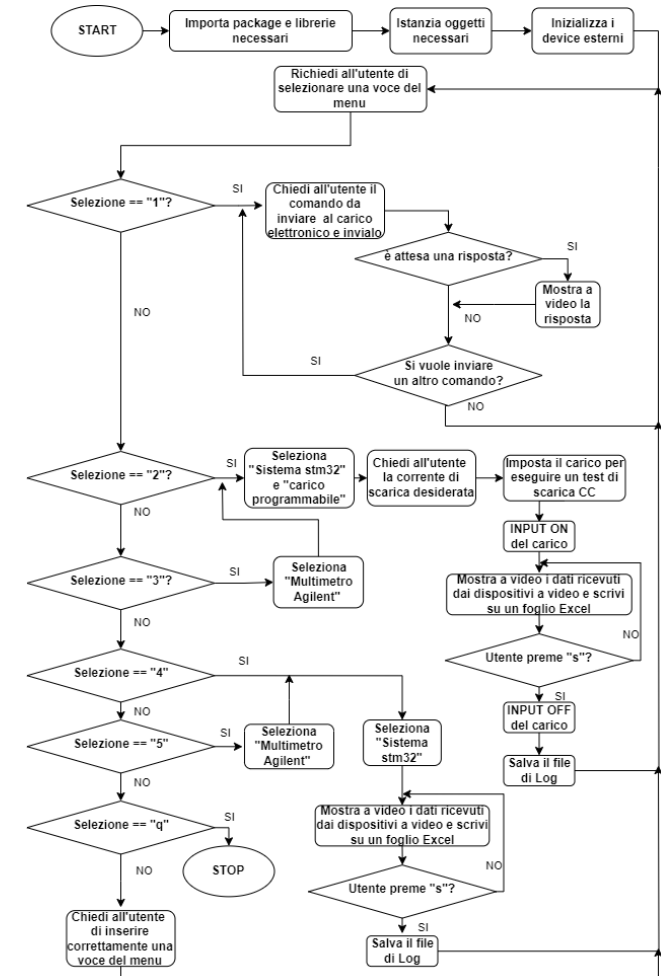 START
Importa package e librerie
necessari
Istanzia oggetti
necessari
Inizializza i
device esterni
Richiedi all'utente di
selezionare una voce del
menu
Selezione == "1"?
SI
Chiedi all'utente il
comando da
inviare al carico
elettronico e invialo
è attesa una risposta?
SI
Mostra a
video la
risposta
NO
NO
SI
Si vuole inviare
un altro comando?
NO
Selezione == "2"?
SI
Seleziona
"Sistema stm32"
e "carico
programmabile"
Chiedi all'utente
la corrente di
scarica desiderata
Imposta il carico per
eseguire un test di
scarica CC
NO
INPUT ON
del carico
Selezione == "3"?
SI
Seleziona
"Multimetro
Agilent"
Mostra a video i dati ricevuti
dai dispositivi a video e scrivi
su un foglio Excel
NO
NO
Utente preme "s"?
Selezione == "4"
SI
SI
NO
INPUT OFF
del carico
Selezione == "5"
SI
Seleziona
"Multimetro
Agilent"
Seleziona
"Sistema
stm32"
Salva il file
di Log
NO
Selezione == "q"
SI
Mostra a video i dati ricevuti
dai dispositivi a video e scrivi
su un foglio Excel
NO
STOP
NO
Utente preme "s"?
SI
Chiedi all'utente
di inserire
correttamente una
voce del menu
Salva il file
di Log